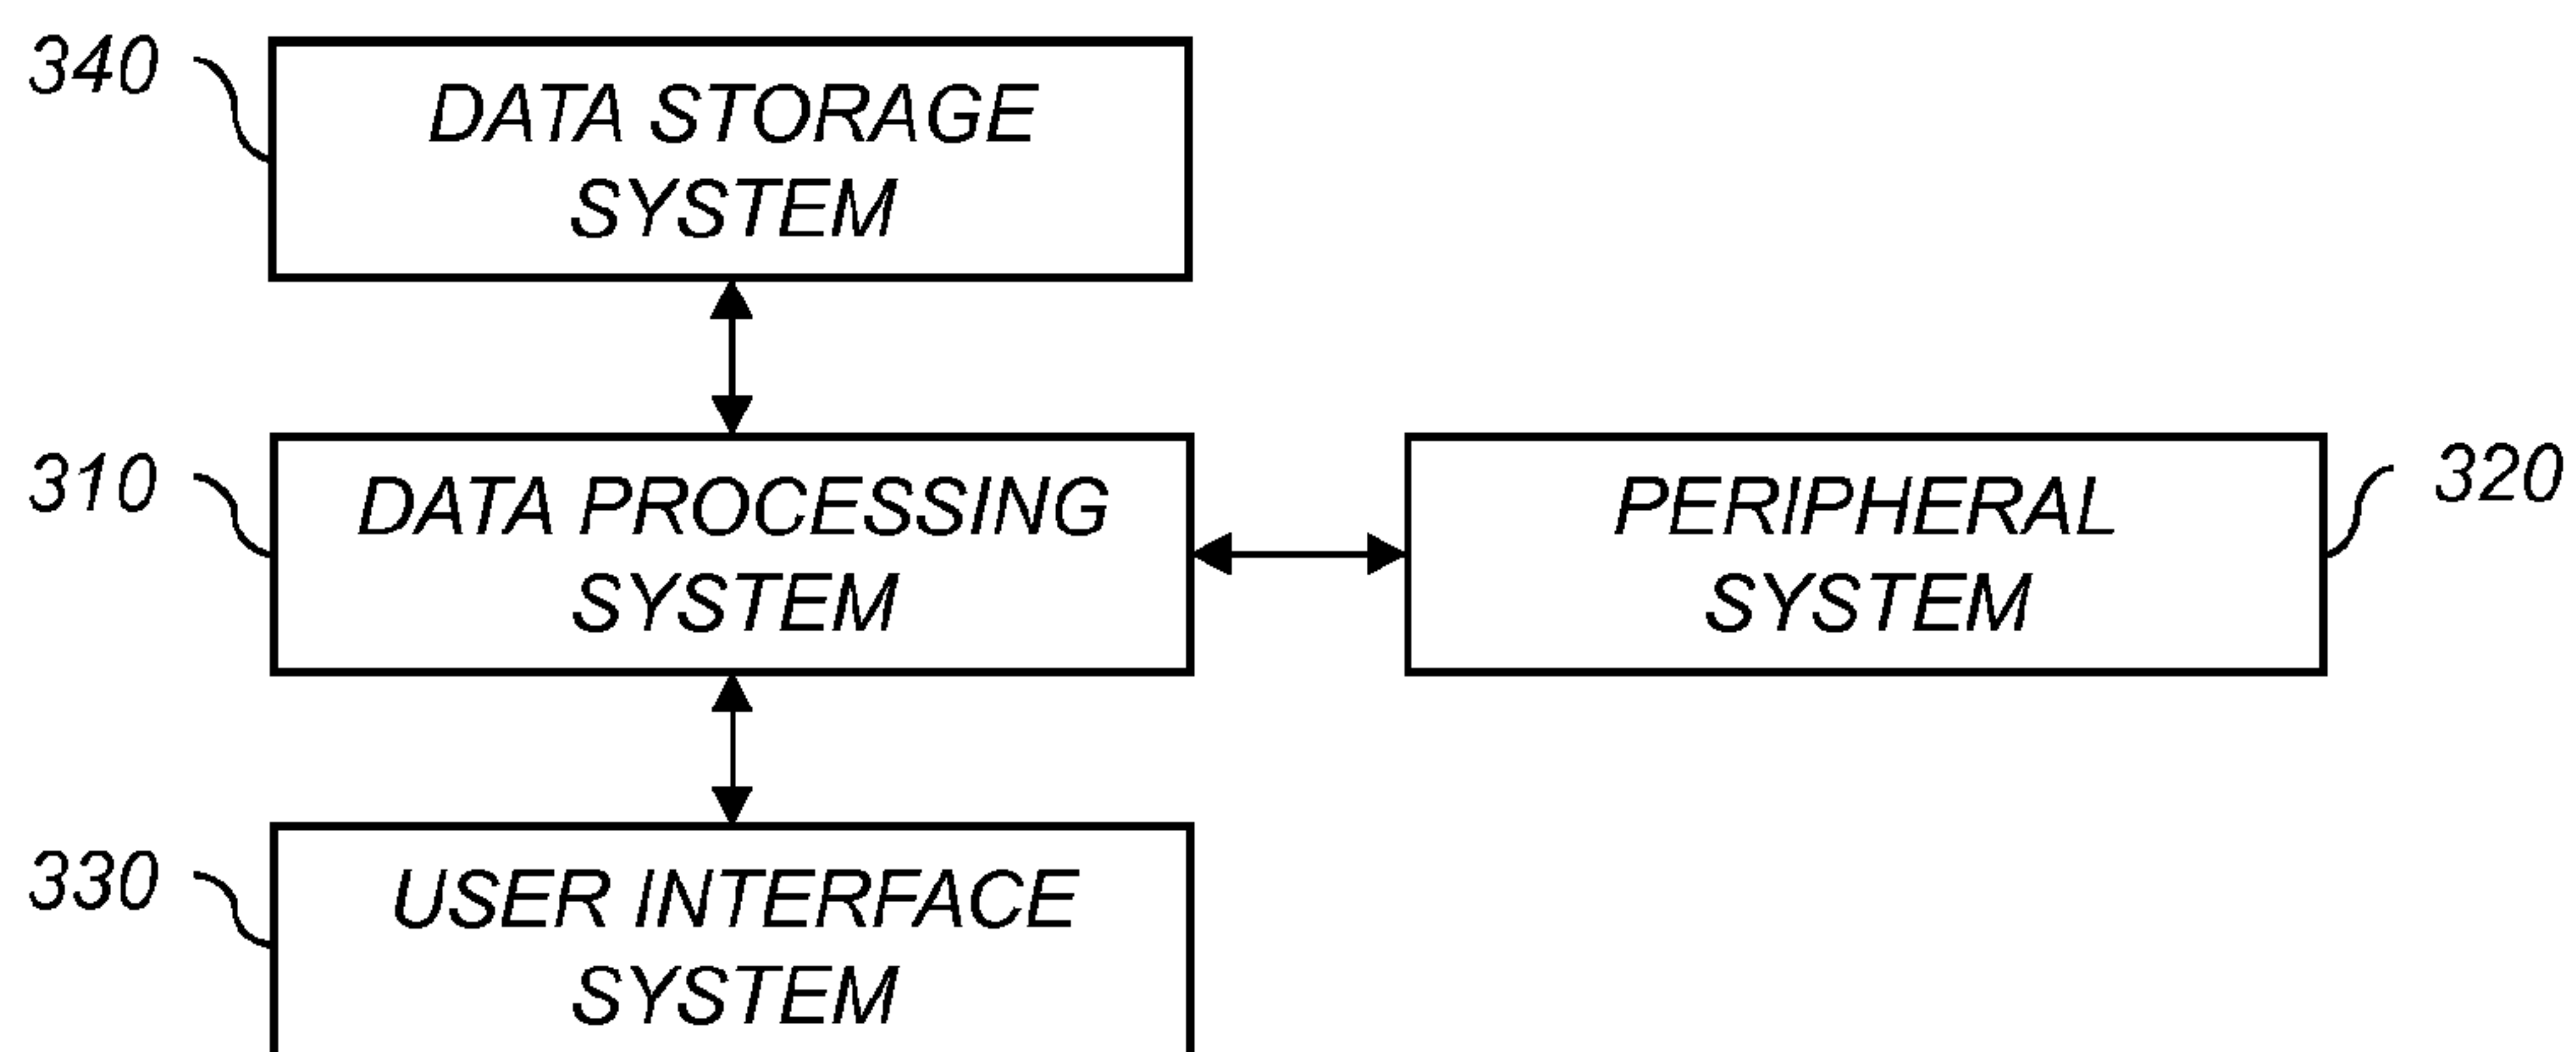 340
DATA STORAGE
SYSTEM
310
DATA PROCESSING
SYSTEM
PERIPHERAL
SYSTEM
320
330
USER INTERFACE
SYSTEM